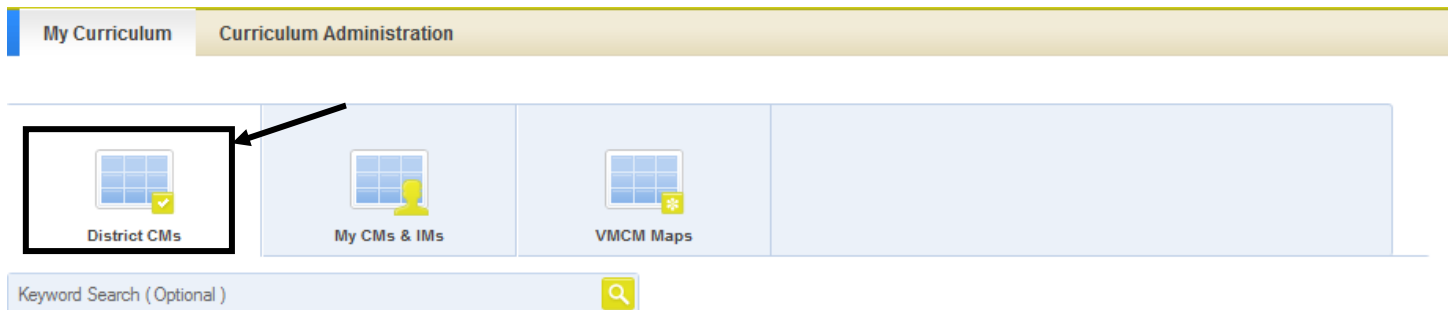 My Curriculum Curriculum Administration
District CMs My CMs & IMs VMCM Maps
Keyword Search ( Optional )